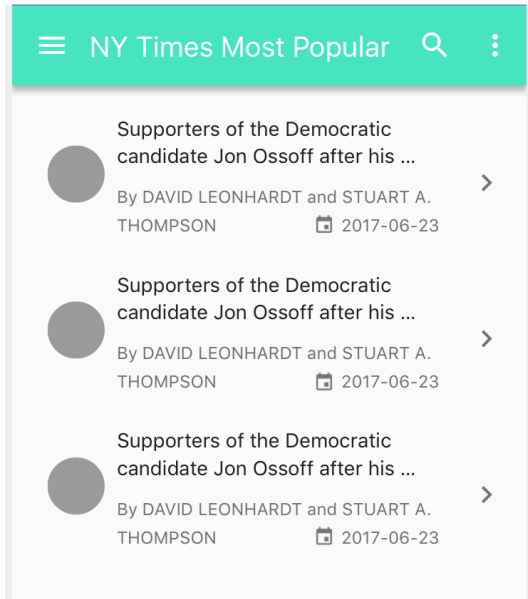 NY Times Most Popular
Supporters of the Democratic
candidate Jon Ossoff after his ...
By DAVID LEONHARDT and STUART A.
THOMPSON 2017-06-23
Supporters of the Democratic
candidate Jon Ossoff after his ...
By DAVID LEONHARDT and STUART A.
THOMPSON 2017-06-23
Supporters of the Democratic
candidate Jon Ossoff after his ...
By DAVID LEONHARDT and STUART A.
THOMPSON 2017-06-23